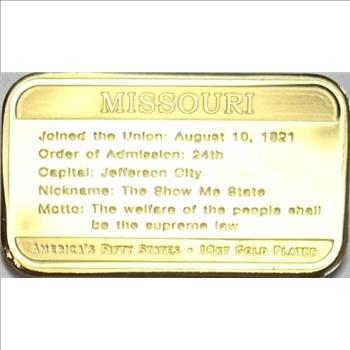 MISSOURI
Joined the Union: August 10, 1821
Order of Admission: 24th
Capital: Jefferson City
Nickname: The Show Me State
Motto: The welfare of the people shall
be the supreme law
AMERICA'S FIFTY STATES • 18KT GOLD PLATED